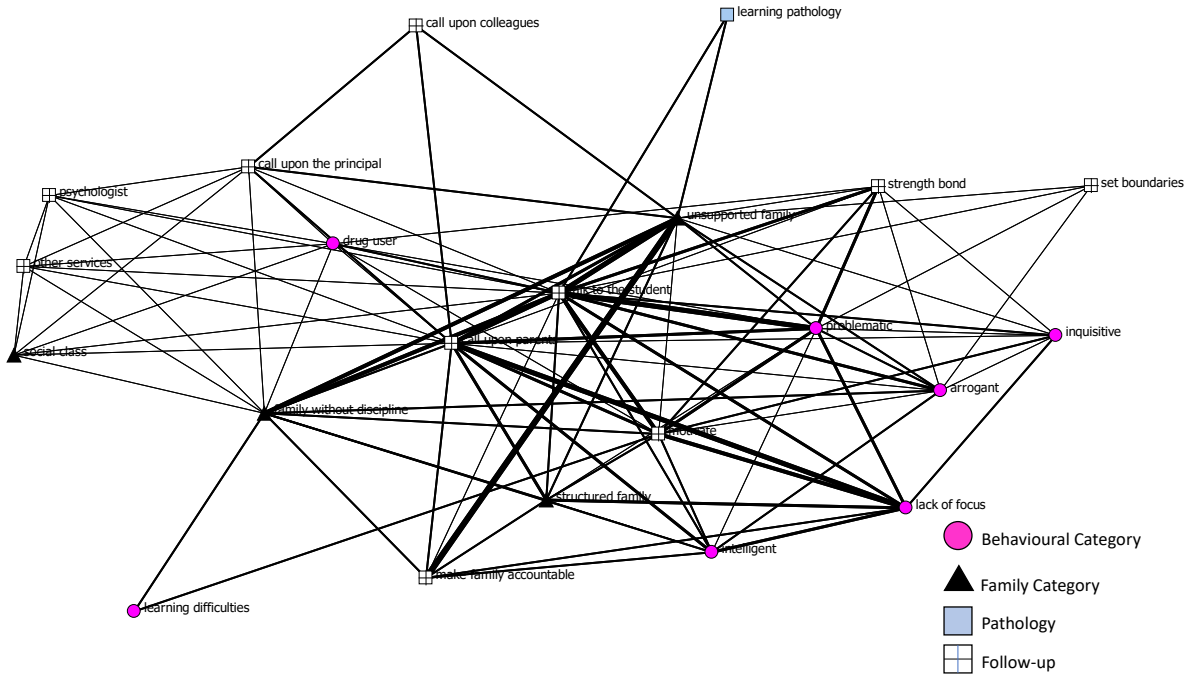 call upon colleagues
learning pathology
call upon the principal
psychologist
strength bond
set boundaries
unsupported family
drug user
other services
talk to the student
problematic
inquisitive
call upon parents
social class
arrogant
family without discipline
motivate
structured family
lack of focus
intelligent
make family accountable
learning difficulties
Behavioural Category
Family Category
Pathology
Follow-up